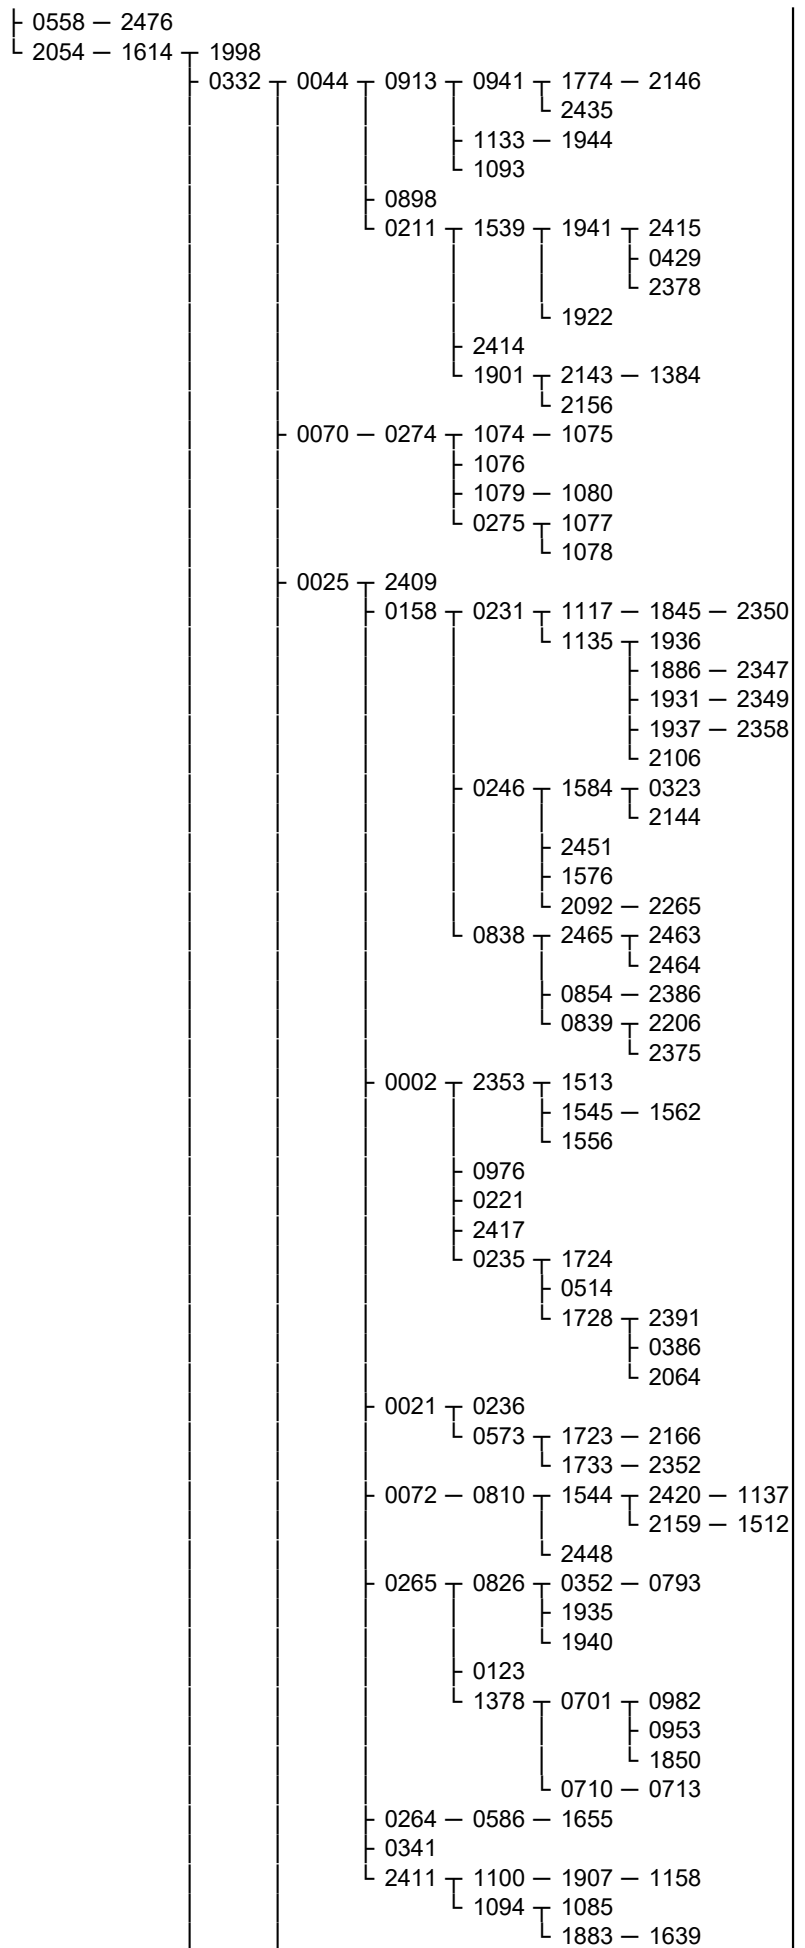 ├ 0558 ─ 2476
└ 2054 ─ 1614 ┬ 1998
├ 0332 ┬ 0044 ┬ 0913 ┬ 0941 ┬ 1774 ─ 2146
│ │ │ │ └ 2435
│ │ │ ├ 1133 ─ 1944
│ │ │ └ 1093
│ │ ├ 0898
│ │ └ 0211 ┬ 1539 ┬ 1941 ┬ 2415
│ │ │ │ ├ 0429
│ │ │ │ └ 2378
│ │ │ └ 1922
│ │ ├ 2414
│ │ └ 1901 ┬ 2143 ─ 1384
│ │ └ 2156
│ ├ 0070 ─ 0274 ┬ 1074 ─ 1075
│ │ ├ 1076
│ │ ├ 1079 ─ 1080
│ │ └ 0275 ┬ 1077
│ │ └ 1078
│ ├ 0025 ┬ 2409
│ │ ├ 0158 ┬ 0231 ┬ 1117 ─ 1845 ─ 2350
│ │ │ │ └ 1135 ┬ 1936
│ │ │ │ ├ 1886 ─ 2347
│ │ │ │ ├ 1931 ─ 2349
│ │ │ │ ├ 1937 ─ 2358
│ │ │ │ └ 2106
│ │ │ ├ 0246 ┬ 1584 ┬ 0323
│ │ │ │ │ └ 2144
│ │ │ │ ├ 2451
│ │ │ │ ├ 1576
│ │ │ │ └ 2092 ─ 2265
│ │ │ └ 0838 ┬ 2465 ┬ 2463
│ │ │ │ └ 2464
│ │ │ ├ 0854 ─ 2386
│ │ │ └ 0839 ┬ 2206
│ │ │ └ 2375
│ │ ├ 0002 ┬ 2353 ┬ 1513
│ │ │ │ ├ 1545 ─ 1562
│ │ │ │ └ 1556
│ │ │ ├ 0976
│ │ │ ├ 0221
│ │ │ ├ 2417
│ │ │ └ 0235 ┬ 1724
│ │ │ ├ 0514
│ │ │ └ 1728 ┬ 2391
│ │ │ ├ 0386
│ │ │ └ 2064
│ │ ├ 0021 ┬ 0236
│ │ │ └ 0573 ┬ 1723 ─ 2166
│ │ │ └ 1733 ─ 2352
│ │ ├ 0072 ─ 0810 ┬ 1544 ┬ 2420 ─ 1137
│ │ │ │ └ 2159 ─ 1512
│ │ │ └ 2448
│ │ ├ 0265 ┬ 0826 ┬ 0352 ─ 0793
│ │ │ │ ├ 1935
│ │ │ │ └ 1940
│ │ │ ├ 0123
│ │ │ └ 1378 ┬ 0701 ┬ 0982
│ │ │ │ ├ 0953
│ │ │ │ └ 1850
│ │ │ └ 0710 ─ 0713
│ │ ├ 0264 ─ 0586 ─ 1655
│ │ ├ 0341
│ │ └ 2411 ┬ 1100 ─ 1907 ─ 1158
│ │ └ 1094 ┬ 1085
│ │ └ 1883 ─ 1639